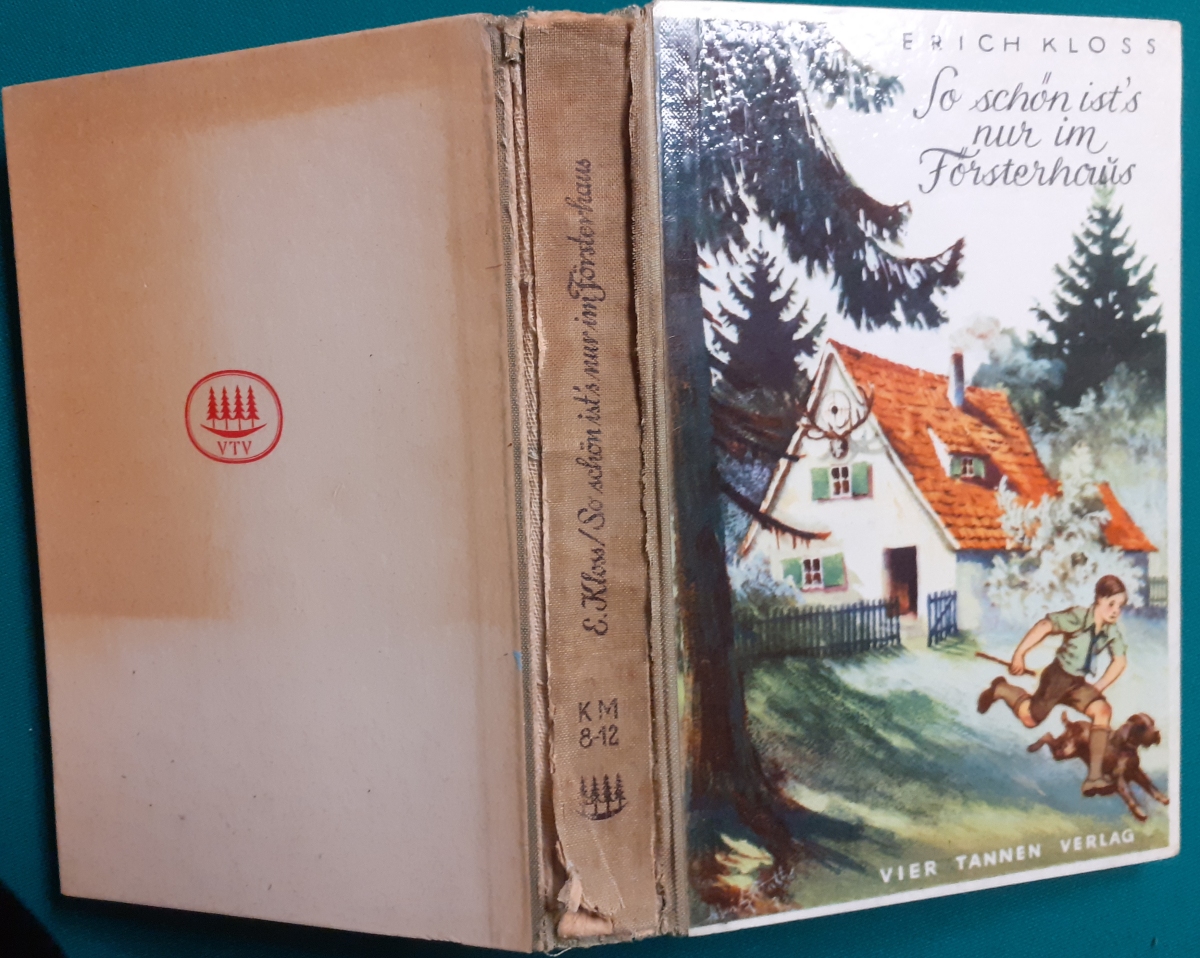 VTV
E. Kloss / So schön ist's nur im Försterhaus
KM
8-12
ERICH KLOSS
So schön ist's
nur im
Försterhaus
VIER TANNEN VERLAG